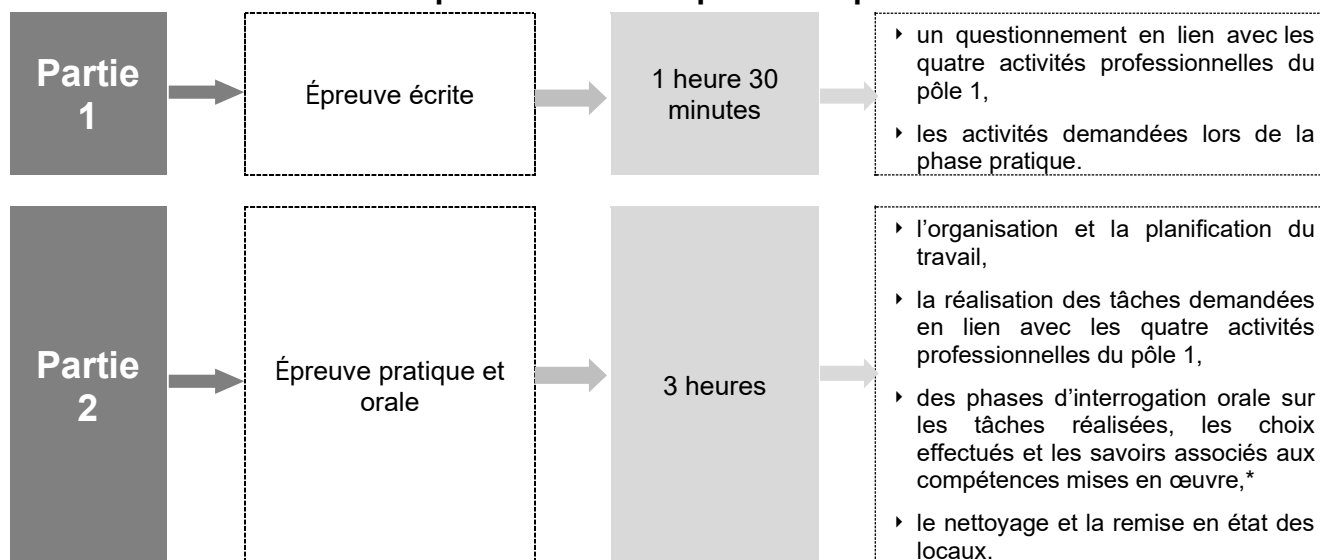 Partie
1
Épreuve écrite
1 heure 30
minutes
‣ un questionnement en lien avec les
quatre activités professionnelles du
pôle 1,
‣ les activités demandées lors de la
phase pratique.
Partie
2
Épreuve pratique et
orale
3 heures
‣ l’organisation et la planification du
travail,
‣ la réalisation des tâches demandées
en lien avec les quatre activités
professionnelles du pôle 1,
‣ des phases d’interrogation orale sur
les tâches réalisées, les choix
effectués et les savoirs associés aux
compétences mises en œuvre,*
‣ le nettoyage et la remise en état des
locaux.